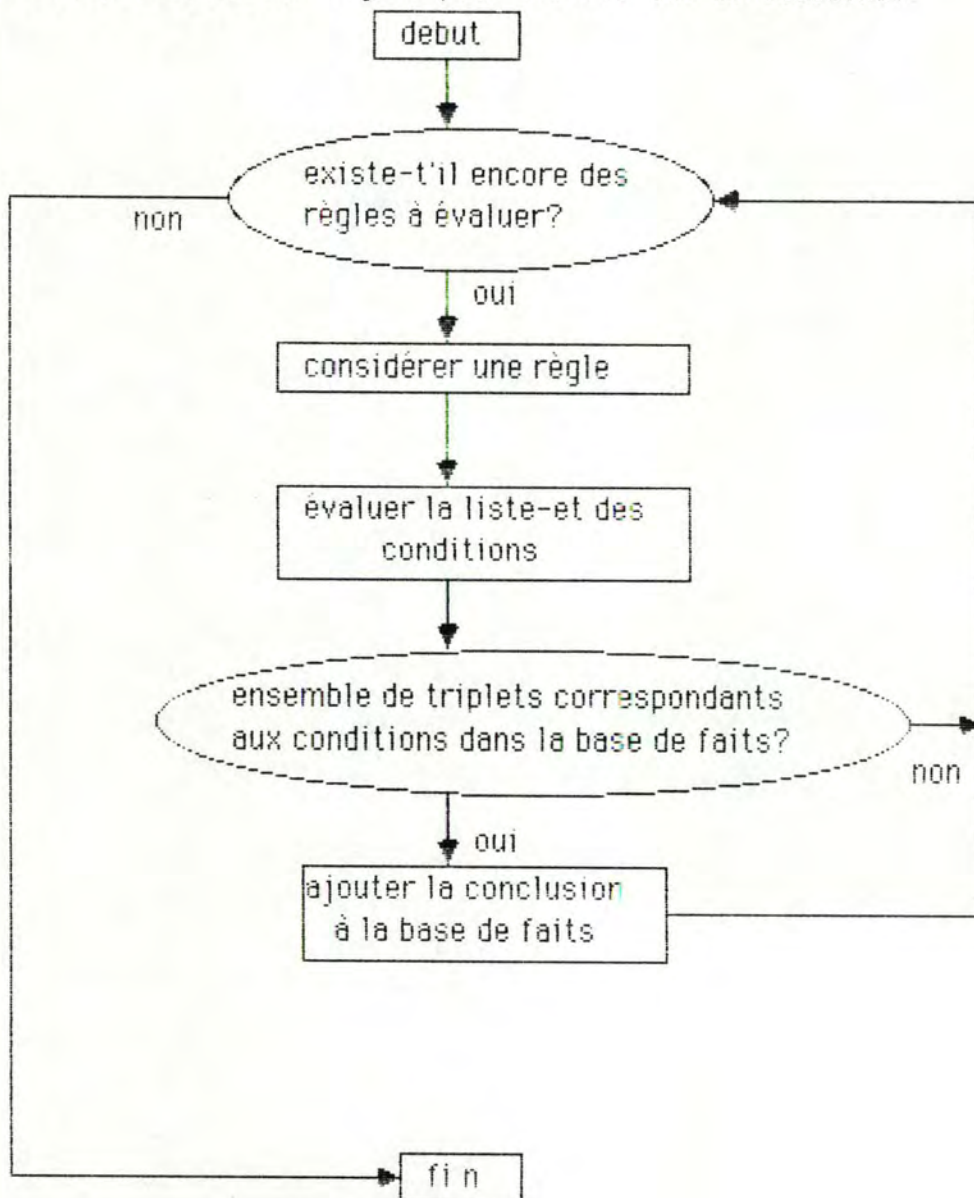 debut
existe-t'il encore des
règles à évaluer?
non
oui
considérer une règle
évaluer la liste-et des
conditions
ensemble de triplets correspondants
aux conditions dans la base de faits?
non
oui
ajouter la conclusion
à la base de faits
fin